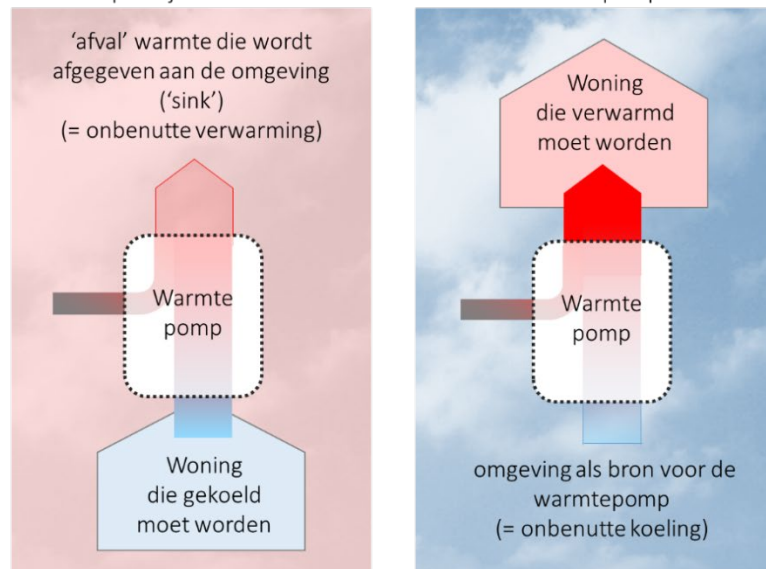 'afval' warmte die wordt
afgegeven aan de omgeving
('sink')
(= onbenutte verwarming)
Warmte
pomp
Woning
die gekoeld
moet worden
Woning
die verwarmd
moet worden
Warmte
pomp
omgeving als bron voor de
warmtepomp
(= onbenutte koeling)